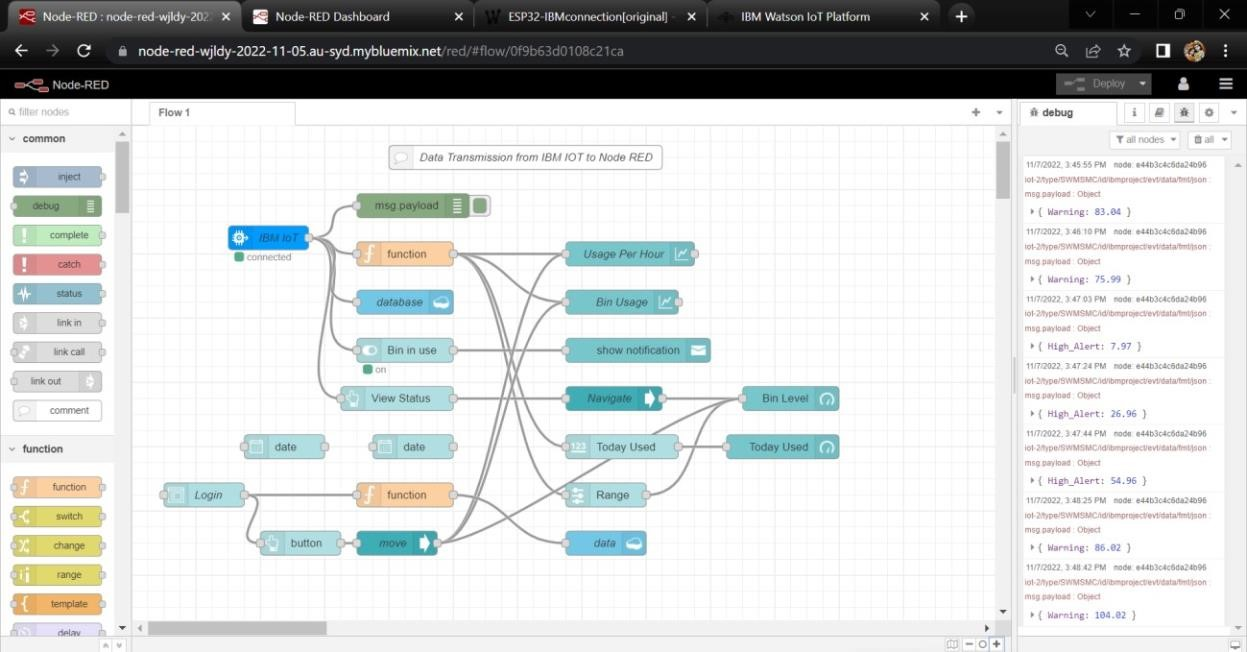 Node-RED : node-red-wjldy-202
Node-RED Dashboard
ESP32-IBMconnection[original] -
IBM Watson IoT Platform
node-red-wjldy-2022-11-05.au-syd.mybluemix.net/red/#flow/0f9b63d0108c21ca
Node-RED
Deploy
filter nodes
common
inject
debug
complete
catch
status
link in
link call
link out
comment
function
function
switch
change
range
template
delay
Flow 1
Data Transmission from IBM IOT to Node RED
msg.payload
IBM IoT
connected
function
Usage Per Hour
database
Bin Usage
Bin in use
on
show notification
View Status
Navigate
Bin Level
date
date
123
Today Used
Today Used
Login
function
Range
button
move
data
debug
i
all nodes
all
11/7/2022, 3:45:55 PM node: e44b3c4c6da24b96
iot-2/type/SWMSMC/id/ibmproject/evt/data/fmt/json :
msg.payload : Object
{ Warning: 83.04 }
11/7/2022, 3:46:10 PM node: e44b3c4c6da24b96
iot-2/type/SWMSMC/id/ibmproject/evt/data/fmt/json :
msg.payload : Object
{ Warning: 75.99 }
11/7/2022, 3:47:03 PM node: e44b3c4c6da24b96
iot-2/type/SWMSMC/id/ibmproject/evt/data/fmt/json :
msg.payload : Object
{ High_Alert: 7.97 }
11/7/2022, 3:47:24 PM node: e44b3c4c6da24b96
iot-2/type/SWMSMC/id/ibmproject/evt/data/fmt/json :
msg.payload : Object
{ High_Alert: 26.96 }
11/7/2022, 3:47:44 PM node: e44b3c4c6da24b96
iot-2/type/SWMSMC/id/ibmproject/evt/data/fmt/json :
msg.payload : Object
{ High_Alert: 54.96 }
11/7/2022, 3:48:25 PM node: e44b3c4c6da24b96
iot-2/type/SWMSMC/id/ibmproject/evt/data/fmt/json :
msg.payload : Object
{ Warning: 86.02 }
11/7/2022, 3:48:42 PM node: e44b3c4c6da24b96
iot-2/type/SWMSMC/id/ibmproject/evt/data/fmt/json :
msg.payload : Object
{ Warning: 104.02 }